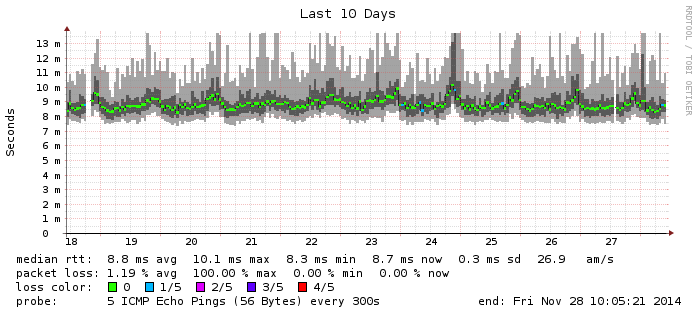 Last 10 Days
RRDTOOL / TOBI OETIKER
Seconds
13 m
12 m
11 m
10 m
9 m
8 m
7 m
6 m
5 m
4 m
3 m
2 m
1 m
0
18 19 20 21 22 23 24 25 26 27
median rtt: 8.8 ms avg 10.1 ms max 8.3 ms min 8.7 ms now 0.3 ms sd 26.9 am/s
packet loss: 1.19 % avg 100.00 % max 0.00 % min 0.00 % now
loss color: 0 1/5 2/5 3/5 4/5
probe: 5 ICMP Echo Pings (56 Bytes) every 300s end: Fri Nov 28 10:05:21 2014